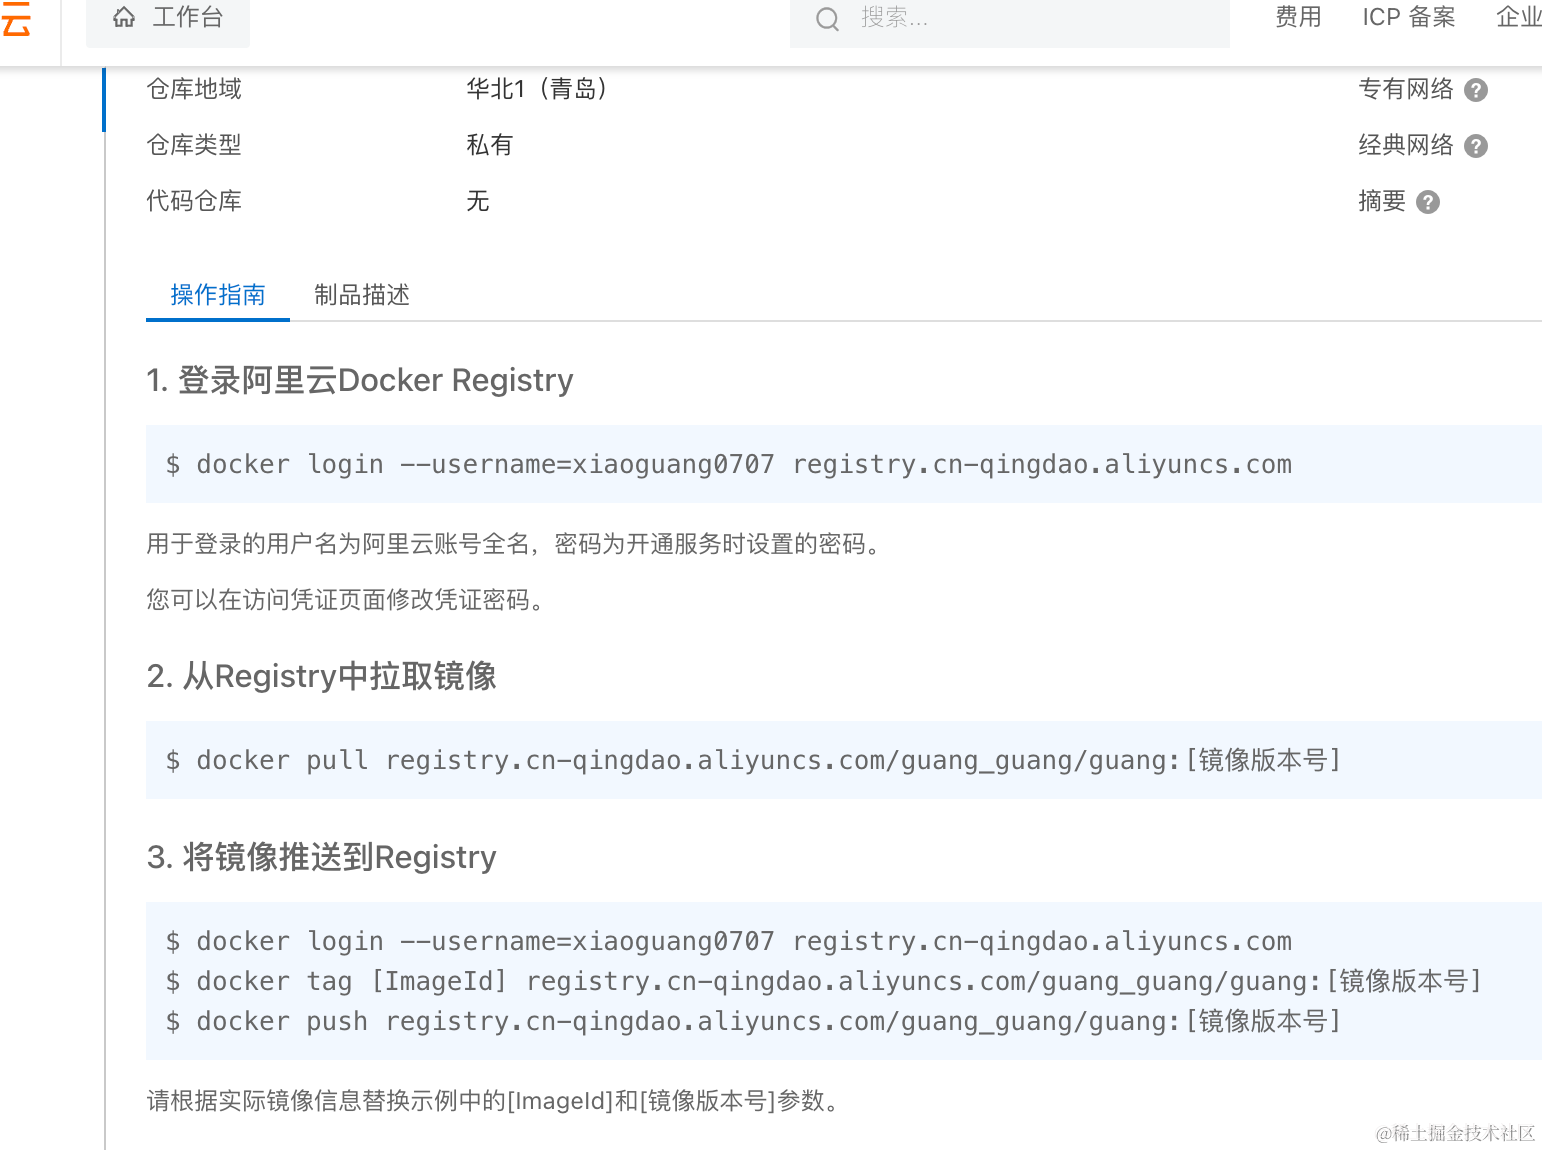 云
工作台
搜索...
费用
ICP 备案
企业
仓库地域
华北1（青岛）
专有网络 ?
仓库类型
私有
经典网络 ?
代码仓库
无
摘要 ?
操作指南
制品描述
1. 登录阿里云Docker Registry
$ docker login --username=xiaoguang0707 registry.cn-qingdao.aliyuncs.com
用于登录的用户名为阿里云账号全名，密码为开通服务时设置的密码。
您可以在访问凭证页面修改凭证密码。
2. 从Registry中拉取镜像
$ docker pull registry.cn-qingdao.aliyuncs.com/guang_guang/guang:[镜像版本号]
3. 将镜像推送到Registry
$ docker login --username=xiaoguang0707 registry.cn-qingdao.aliyuncs.com
$ docker tag [ImageId] registry.cn-qingdao.aliyuncs.com/guang_guang/guang:[镜像版本号]
$ docker push registry.cn-qingdao.aliyuncs.com/guang_guang/guang:[镜像版本号]
请根据实际镜像信息替换示例中的[ImageId]和[镜像版本号]参数。
@稀土掘金技术社区